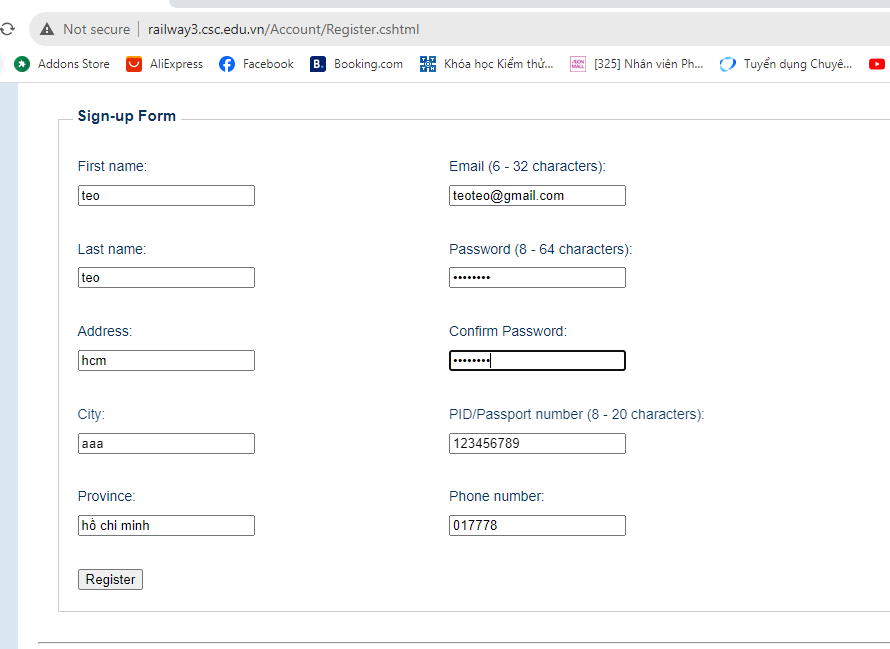 Not secure railway3.csc.edu.vn/Account/Register.cshtml
Addons Store AliExpress Facebook B. Booking.com Khóa học Kiểm thử... AEON MALL [325] Nhân viên Ph... Tuyển dụng Chuyê...
Sign-up Form
First name: Email (6 - 32 characters):
teo teoteo@gmail.com
Last name: Password (8 - 64 characters):
teo ••••••••
Address: Confirm Password:
hcm ••••••••
City: PID/Passport number (8 - 20 characters):
aaa 123456789
Province: Phone number:
hồ chi minh 017778
Register